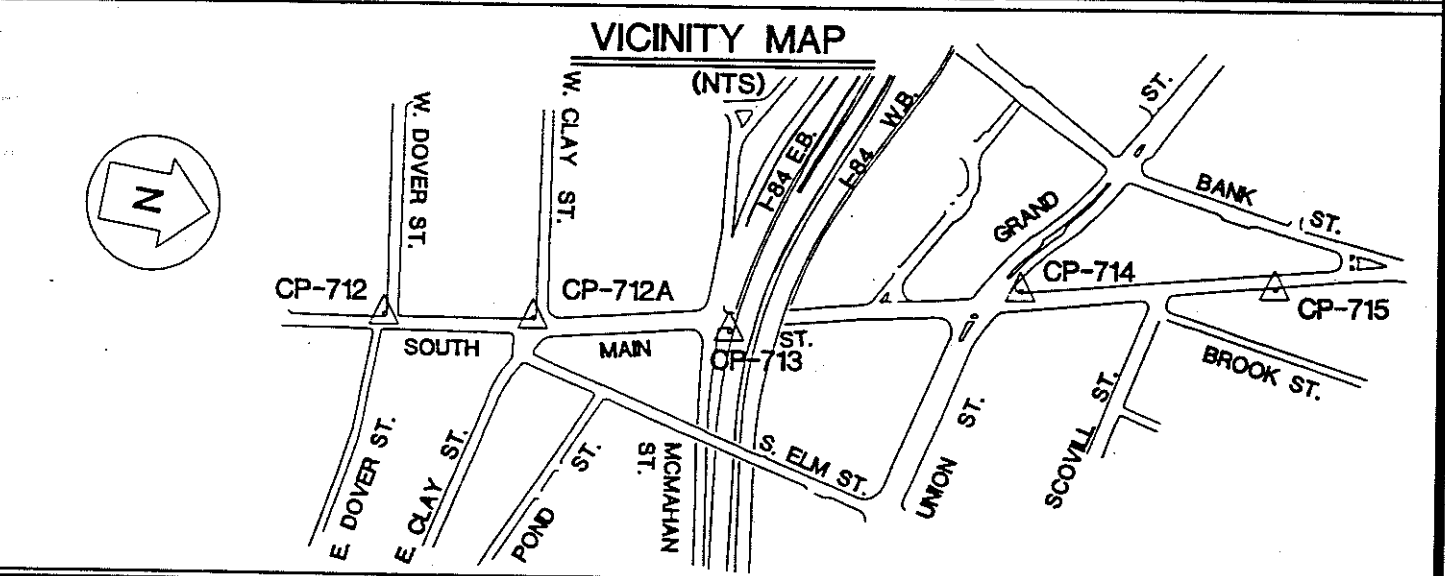 VICINITY MAP
(NTS)
N
W. DOVER ST.
W. CLAY ST.
I-84 E.B.
I-84 W.B.
GRAND
ST.
BANK
ST.
CP-712
CP-712A
CP-713
CP-714
CP-715
SOUTH
MAIN
ST.
BROOK ST.
E. DOVER ST.
E. CLAY ST.
POND
ST.
MCMAHAN
ST.
S. ELM ST.
UNION ST.
SCOVILL ST.